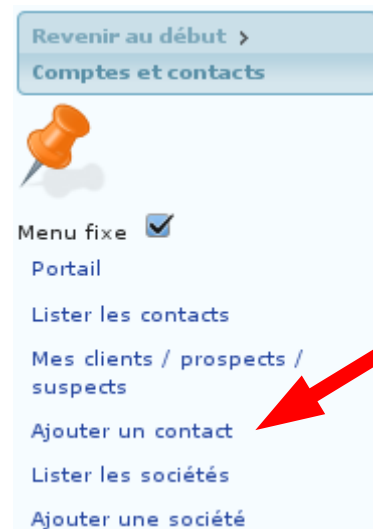 Revenir au début >
Comptes et contacts
Menu fixe
Portail
Lister les contacts
Mes clients / prospects /
suspects
Ajouter un contact
Lister les sociétés
Ajouter une société